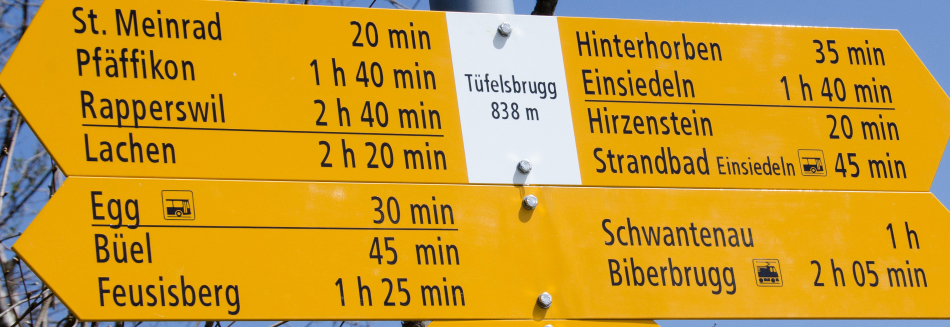 St. Meinrad 20 min
Pfäffikon 1 h 40 min
Rapperswil 2 h 40 min
Lachen 2 h 20 min
Tüfelsbrugg
838 m
Hinterhorben 35 min
Einsiedeln 1 h 40 min
Hirzenstein 20 min
Strandbad Einsiedeln 45 min
Egg 30 min
Büel 45 min
Feusisberg 1 h 25 min
Schwantenau 1 h
Biberbrugg 2 h 05 min